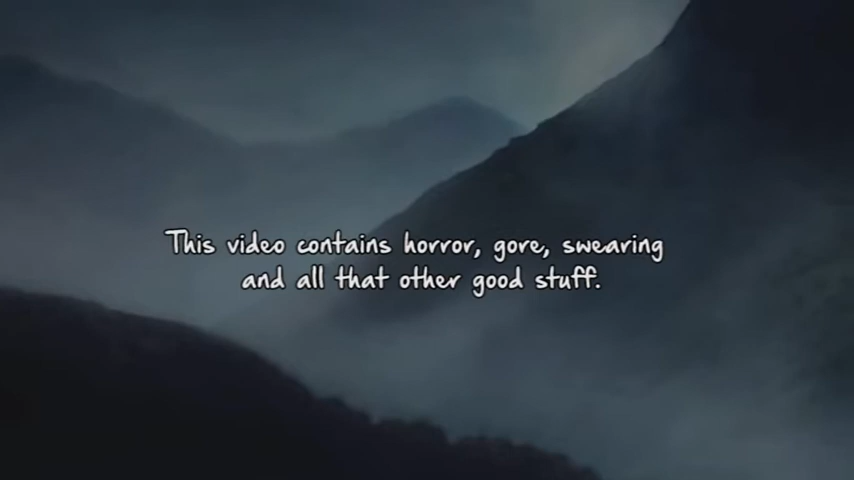 This video contains horror, gore, swearing
and all that other good stuff.